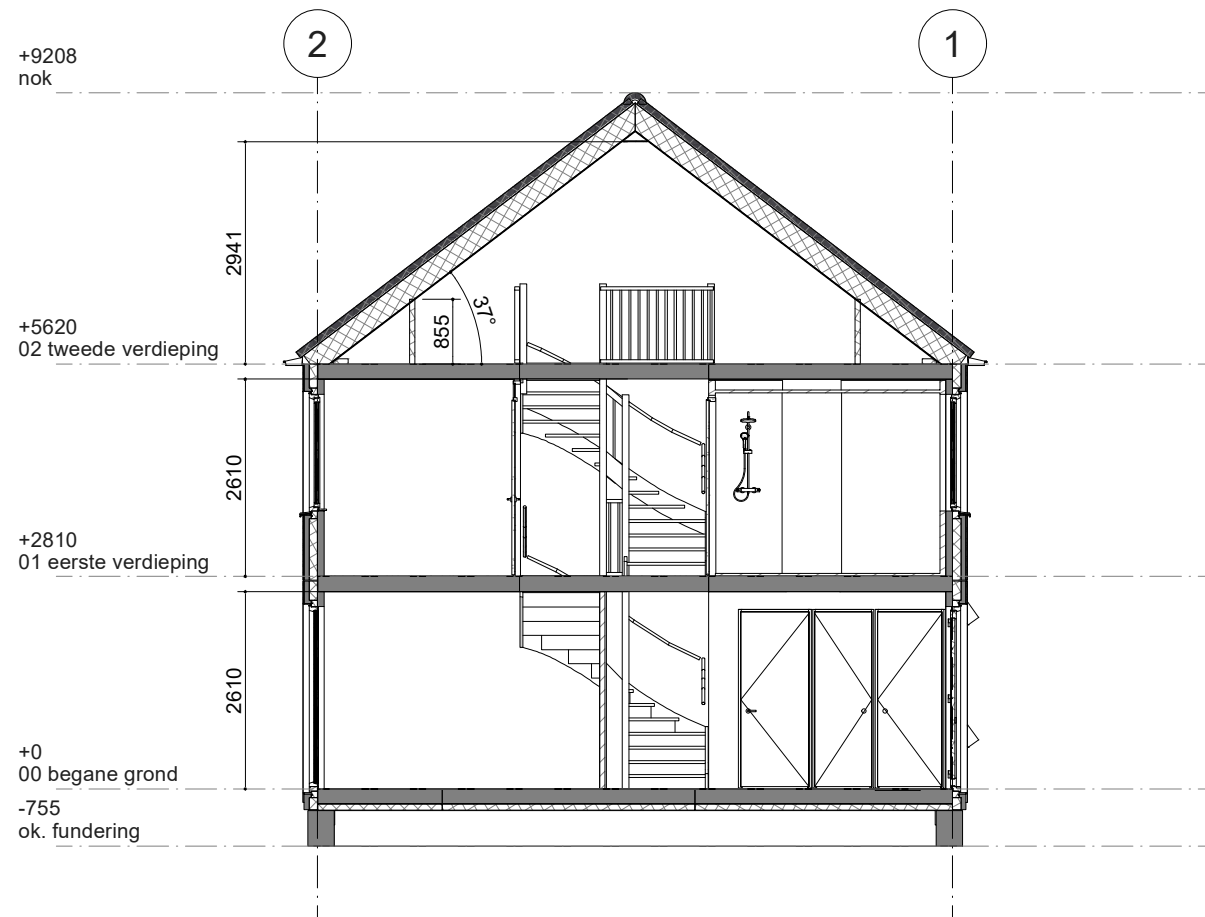 2
1
+9208
nok
2941
37°
855
+5620
02 tweede verdieping
2610
+2810
01 eerste verdieping
2610
+0
00 begane grond
-755
ok. fundering